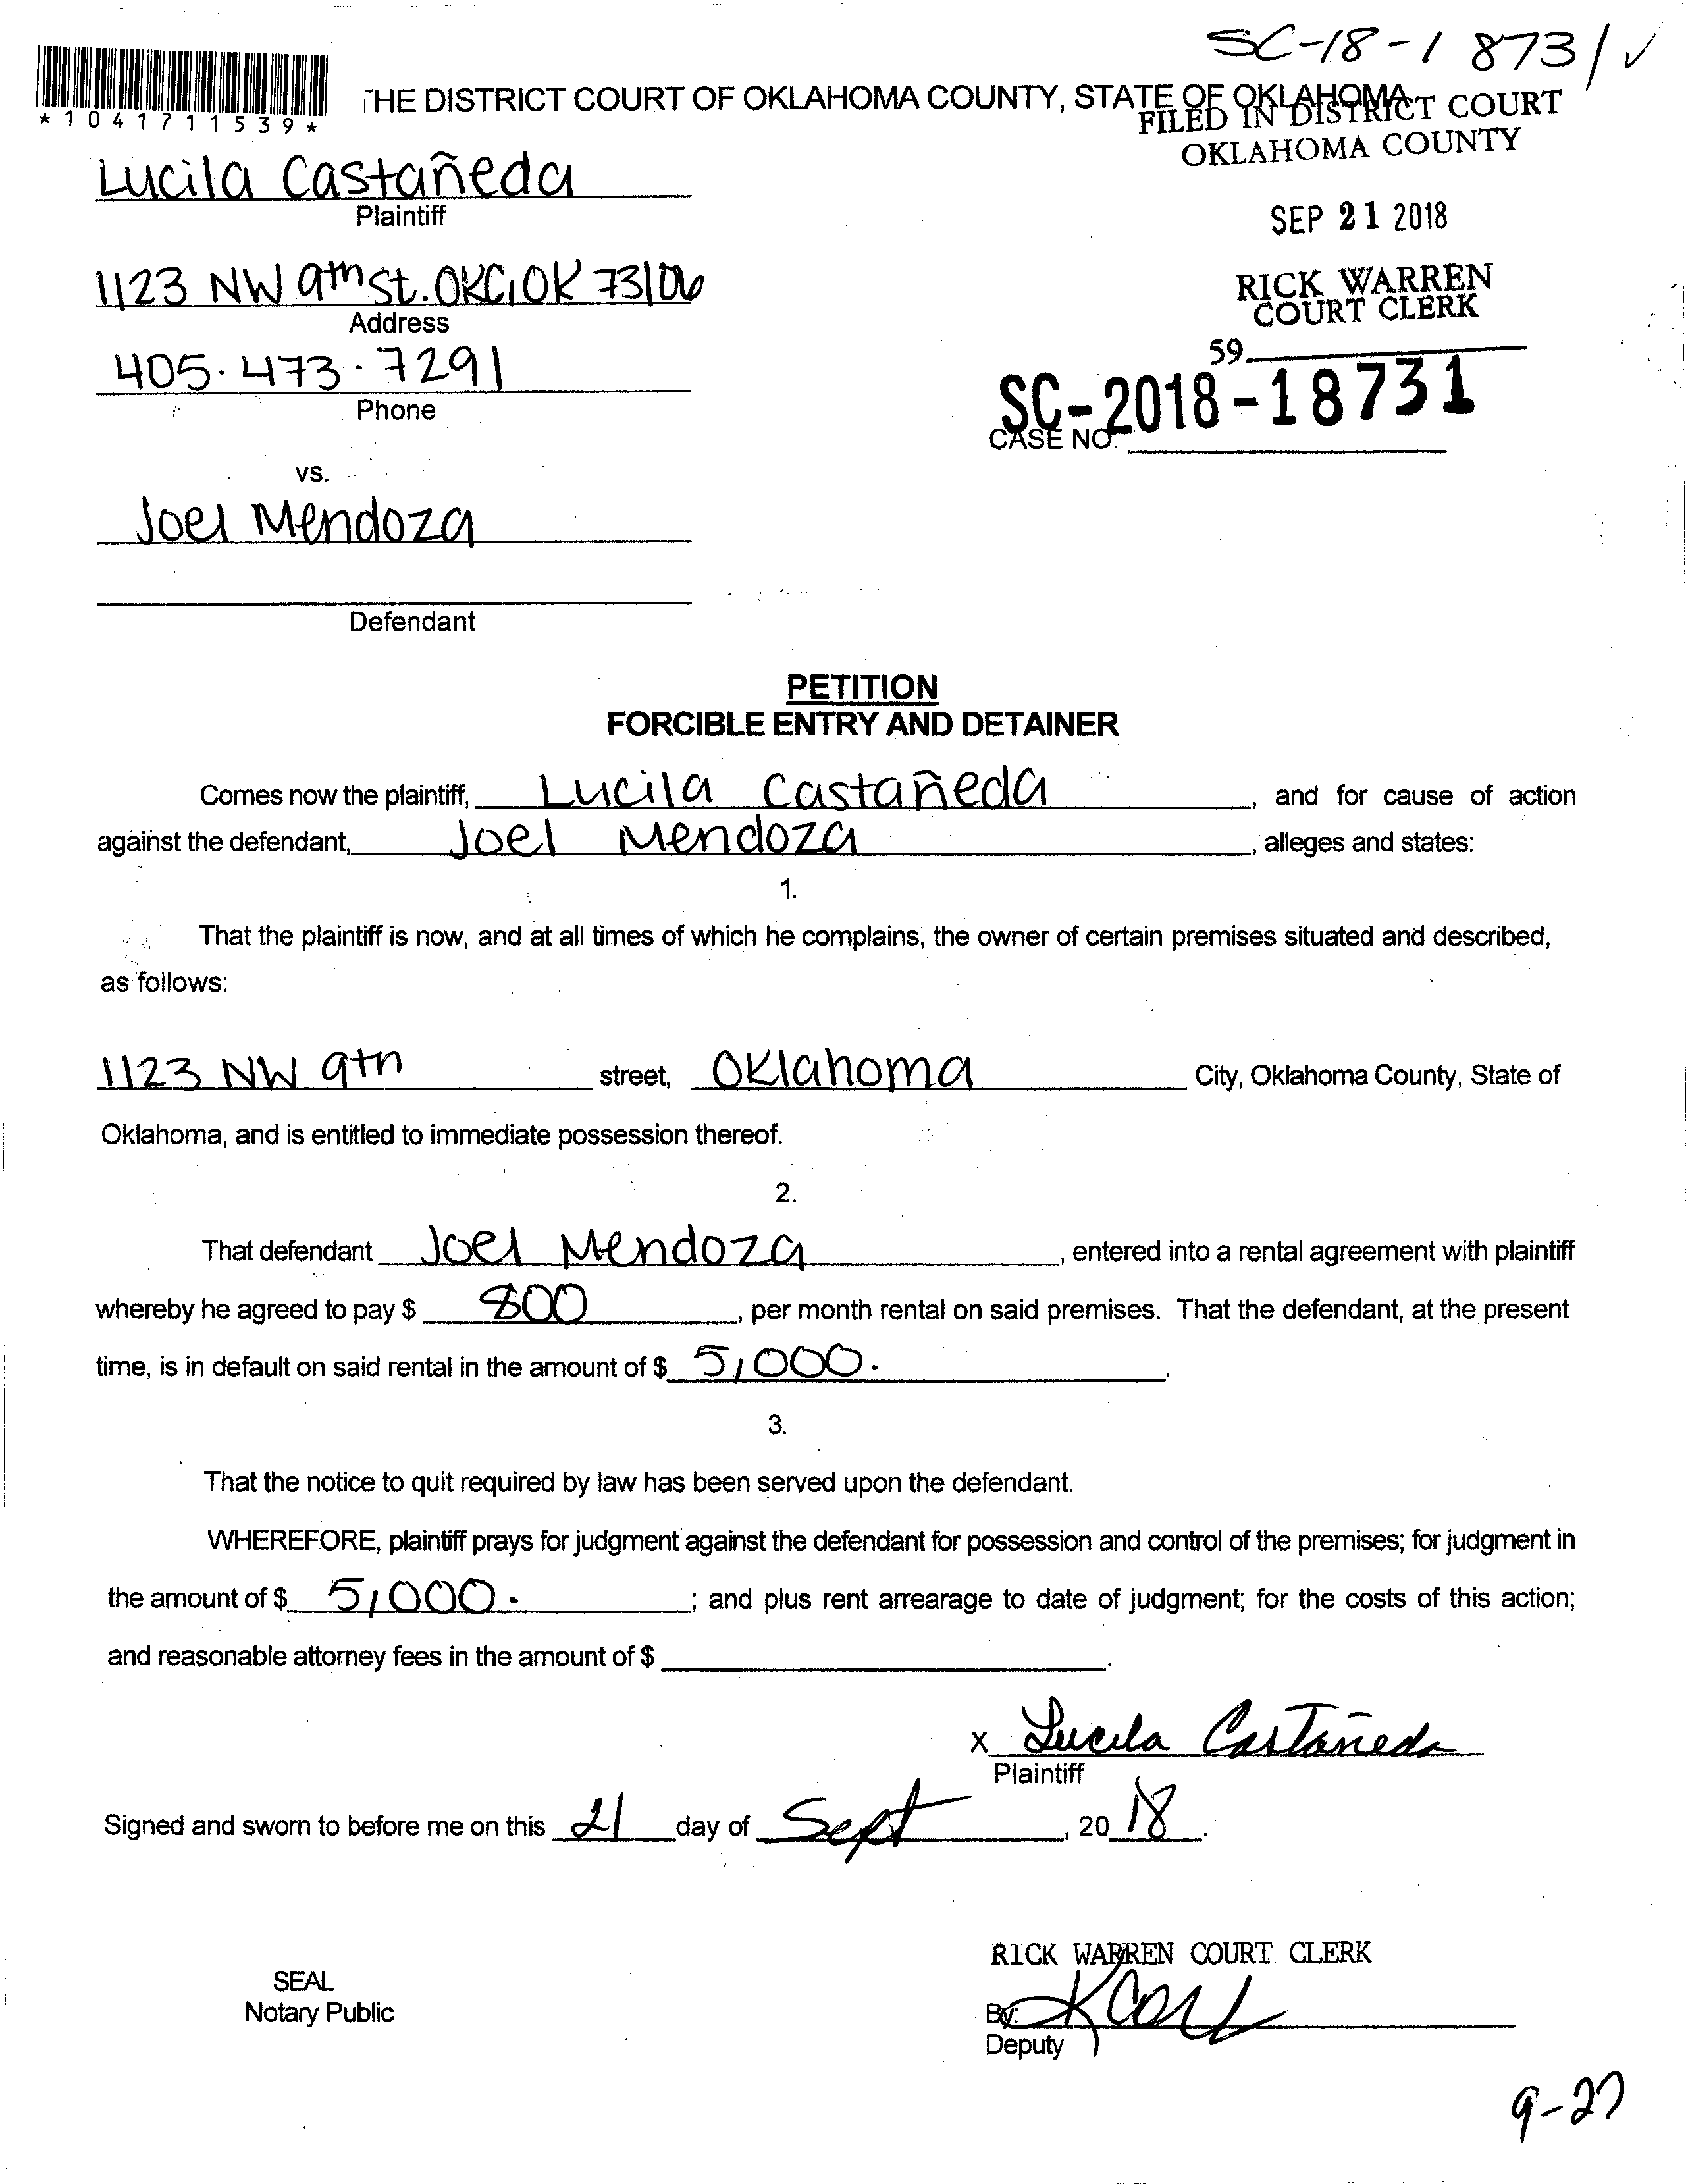 SC-18-1 8731 ✓
*1041711539*
THE DISTRICT COURT OF OKLAHOMA COUNTY, STATE OF OKLAHOMA
FILED IN DISTRICT COURT
OKLAHOMA COUNTY
Lucila Castañeda
Plaintiff
SEP 21 2018
1123 NW 9th St. OKC, OK 73106
Address
RICK WARREN
COURT CLERK
405.473.7291
Phone
59
SC-2018-18731
CASE NO.
vs.
Joel Mendoza
Defendant
PETITION
FORCIBLE ENTRY AND DETAINER
Comes now the plaintiff, Lucila Castañeda, and for cause of action
against the defendant, Joel Mendoza, alleges and states:
1.
That the plaintiff is now, and at all times of which he complains, the owner of certain premises situated and described,
as follows:
1123 NW 9th street, Oklahoma City, Oklahoma County, State of
Oklahoma, and is entitled to immediate possession thereof.
2.
That defendant Joel Mendoza, entered into a rental agreement with plaintiff
whereby he agreed to pay $ 800, per month rental on said premises. That the defendant, at the present
time, is in default on said rental in the amount of $ 5,000. .
3.
That the notice to quit required by law has been served upon the defendant.
WHEREFORE, plaintiff prays for judgment against the defendant for possession and control of the premises; for judgment in
the amount of $ 5,000. ; and plus rent arrearage to date of judgment; for the costs of this action;
and reasonable attorney fees in the amount of $ .
x Lucila Castañeda
Plaintiff
Signed and sworn to before me on this 21 day of Sept, 20 18.
RICK WARREN COURT CLERK
SEAL
Notary Public
By:
Deputy
9-27